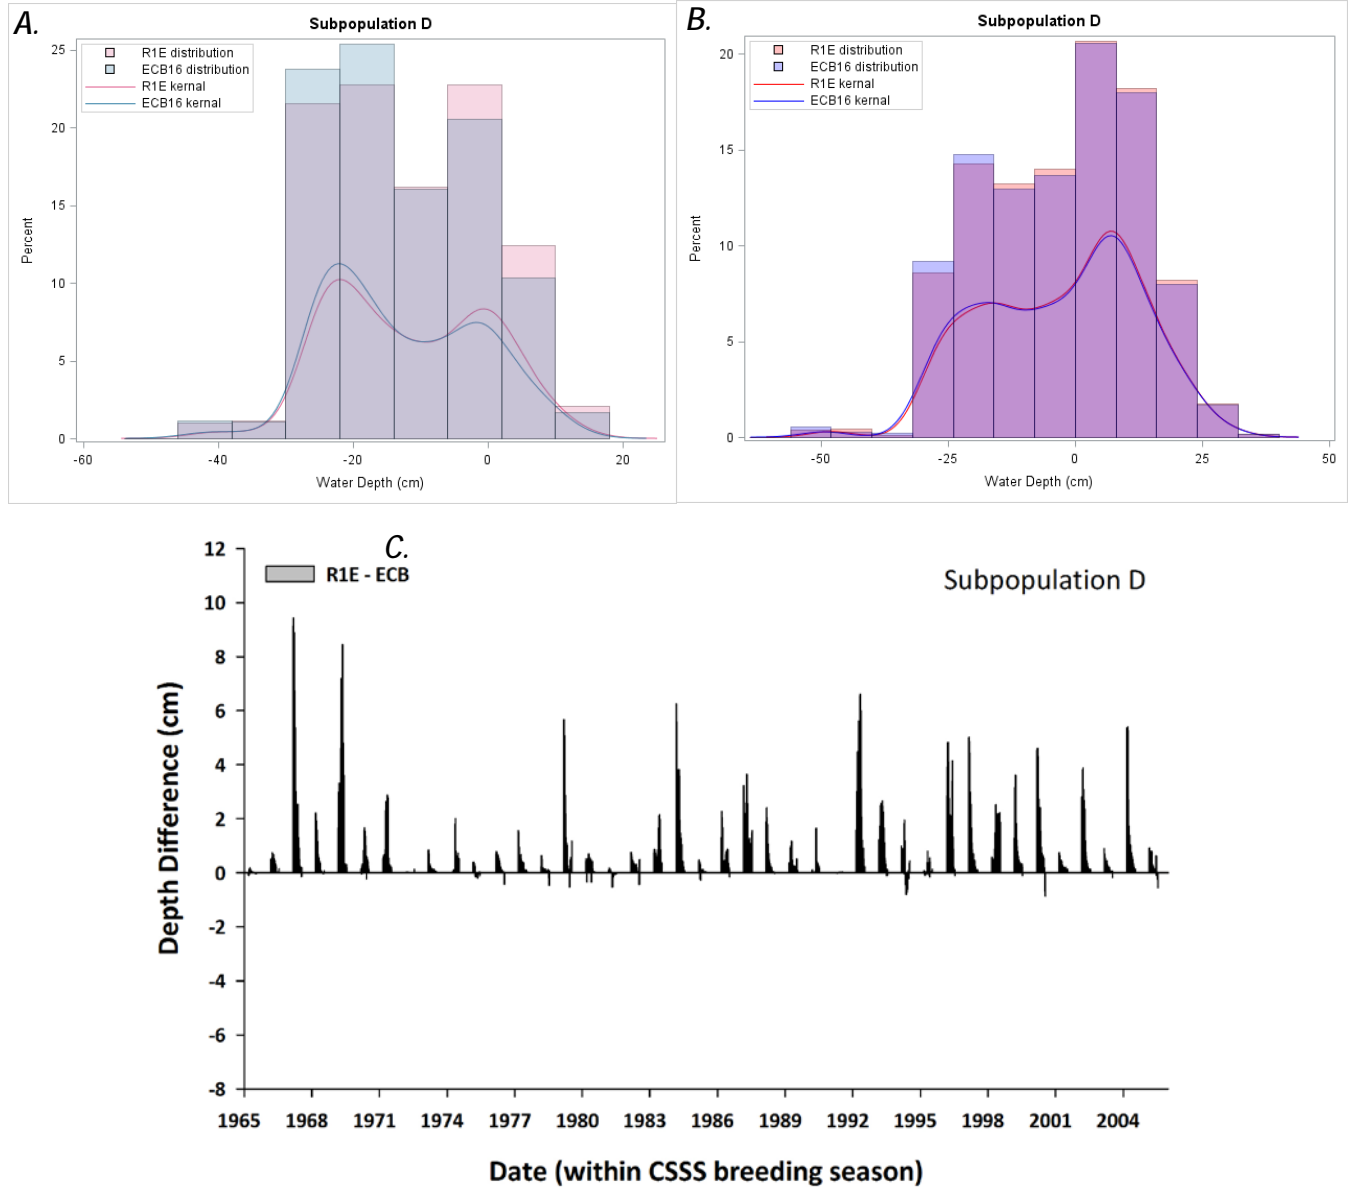 A.
Subpopulation D
R1E distribution
ECB16 distribution
R1E kernal
ECB16 kernal
25
20
15
10
5
0
Percent
-60 -40 -20 0 20
Water Depth (cm)
B.
Subpopulation D
R1E distribution
ECB16 distribution
R1E kernal
ECB16 kernal
20
15
10
5
0
Percent
-50 -25 0 25 50
Water Depth (cm)
C.
R1E - ECB
Subpopulation D
12
10
8
6
4
2
0
-2
-4
-6
-8
Depth Difference (cm)
1965 1968 1971 1974 1977 1980 1983 1986 1989 1992 1995 1998 2001 2004
Date (within CSSS breeding season)